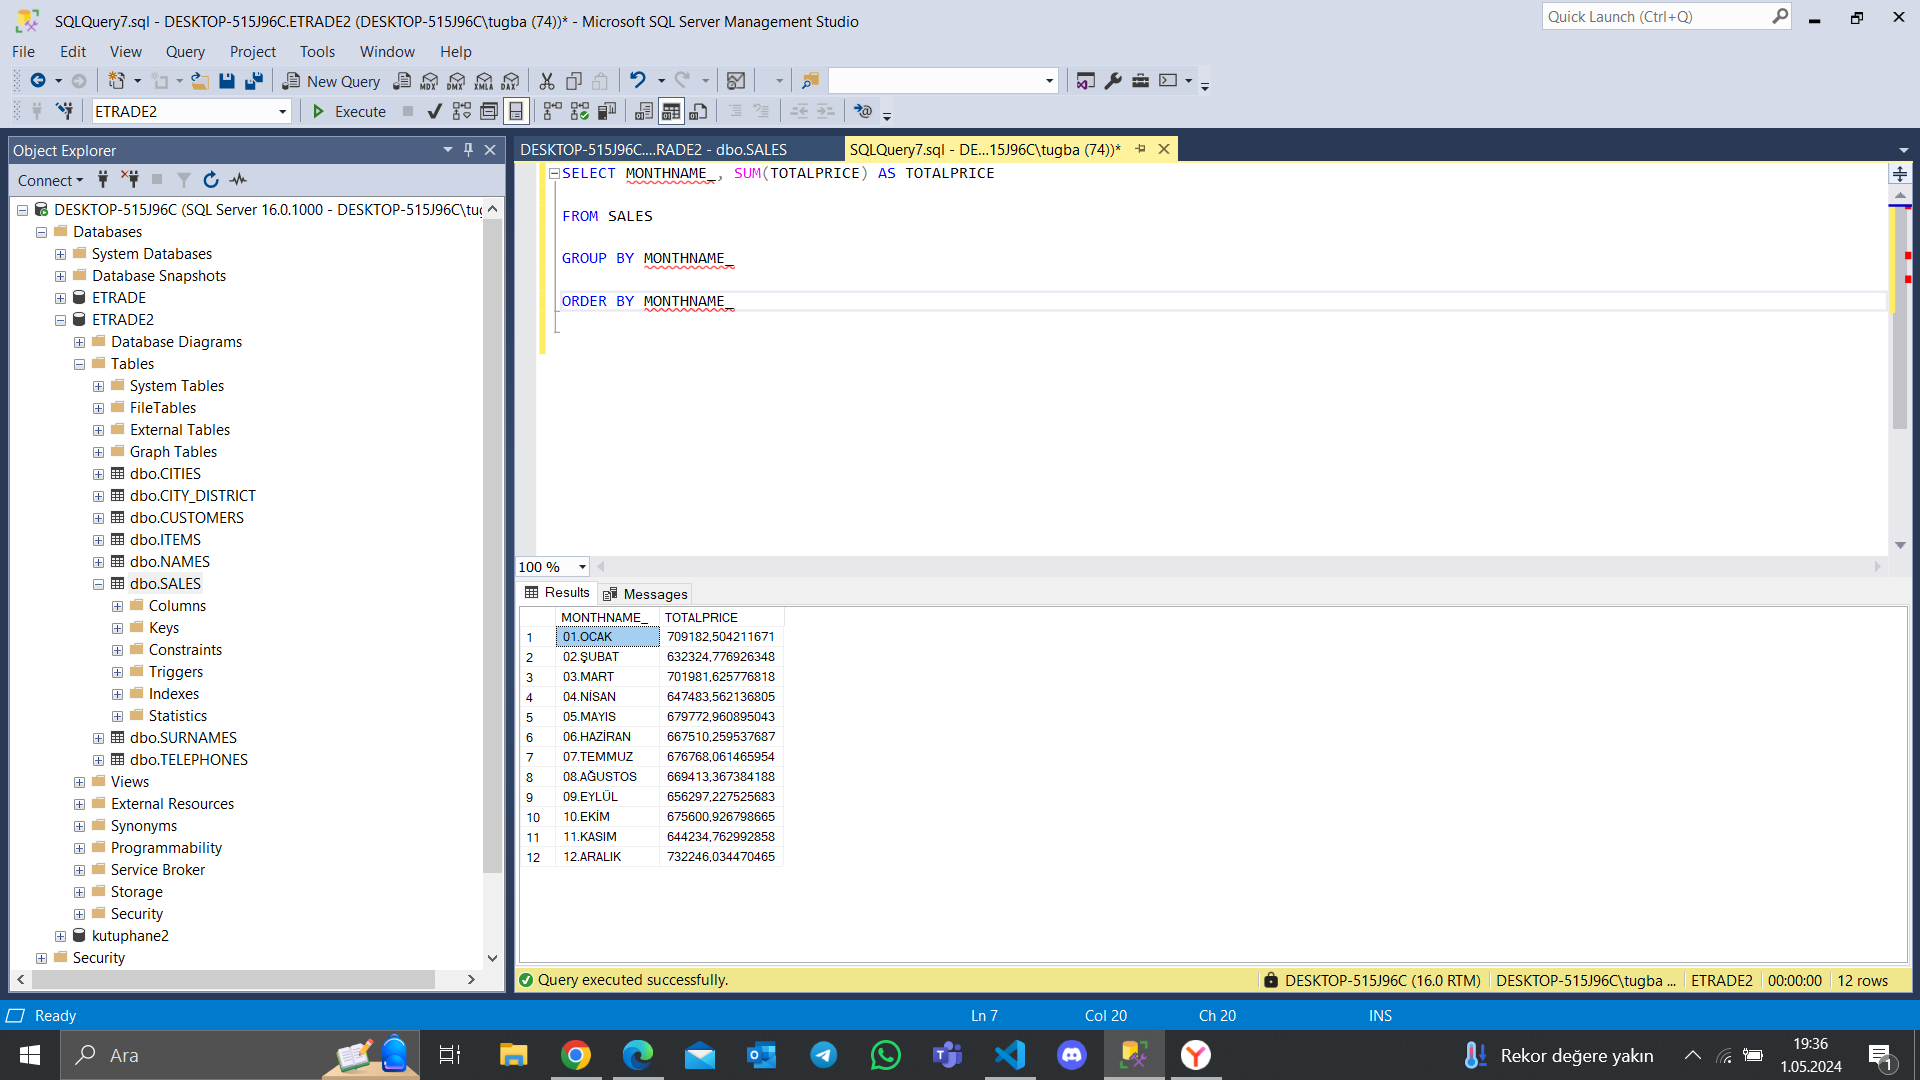 SQLQuery7.sql - DESKTOP-515J96C.ETRADE2 (DESKTOP-515J96C\tugba (74))* - Microsoft SQL Server Management Studio
Quick Launch (Ctrl+Q)
File Edit View Query Project Tools Window Help
New Query MDX DMX XMLA DAX
ETRADE2 Execute
Object Explorer
DESKTOP-515J96C....RADE2 - dbo.SALES
SQLQuery7.sql - DE...15J96C\tugba (74))*
Connect
DESKTOP-515J96C (SQL Server 16.0.1000 - DESKTOP-515J96C\tug
Databases
System Databases
Database Snapshots
ETRADE
ETRADE2
Database Diagrams
Tables
System Tables
FileTables
External Tables
Graph Tables
dbo.CITIES
dbo.CITY_DISTRICT
dbo.CUSTOMERS
dbo.ITEMS
dbo.NAMES
dbo.SALES
Columns
Keys
Constraints
Triggers
Indexes
Statistics
dbo.SURNAMES
dbo.TELEPHONES
Views
External Resources
Synonyms
Programmability
Service Broker
Storage
Security
kutuphane2
Security
SELECT MONTHNAME_, SUM(TOTALPRICE) AS TOTALPRICE
FROM SALES
GROUP BY MONTHNAME_
ORDER BY MONTHNAME_
100 %
Results Messages
MONTHNAME_ TOTALPRICE
1 01.OCAK 709182,504211671
2 02.ŞUBAT 632324,776926348
3 03.MART 701981,625776818
4 04.NİSAN 647483,562136805
5 05.MAYIS 679772,960895043
6 06.HAZİRAN 667510,259537687
7 07.TEMMUZ 676768,061465954
8 08.AĞUSTOS 669413,367384188
9 09.EYLÜL 656297,227525683
10 10.EKİM 675600,926798665
11 11.KASIM 644234,762992858
12 12.ARALIK 732246,034470465
Query executed successfully.
DESKTOP-515J96C (16.0 RTM) DESKTOP-515J96C\tugba ... ETRADE2 00:00:00 12 rows
Ready Ln 7 Col 20 Ch 20 INS
Ara
Rekor değere yakın
19:36
1.05.2024
1